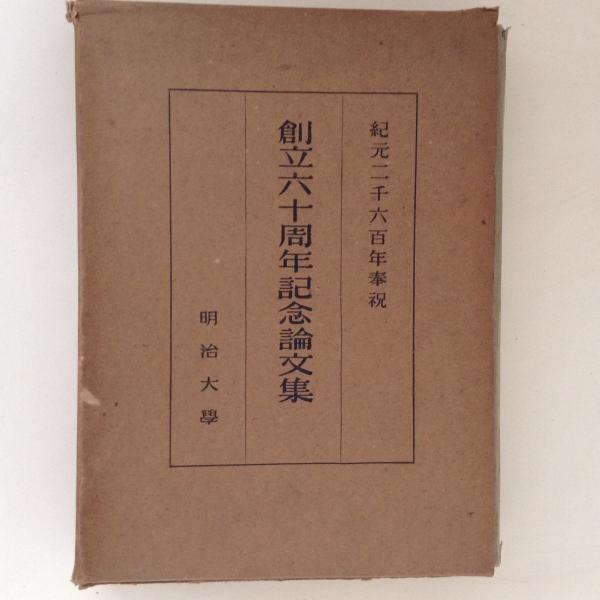 紀元二千六百年奉祝
創立六十周年記念論文集
明治大學